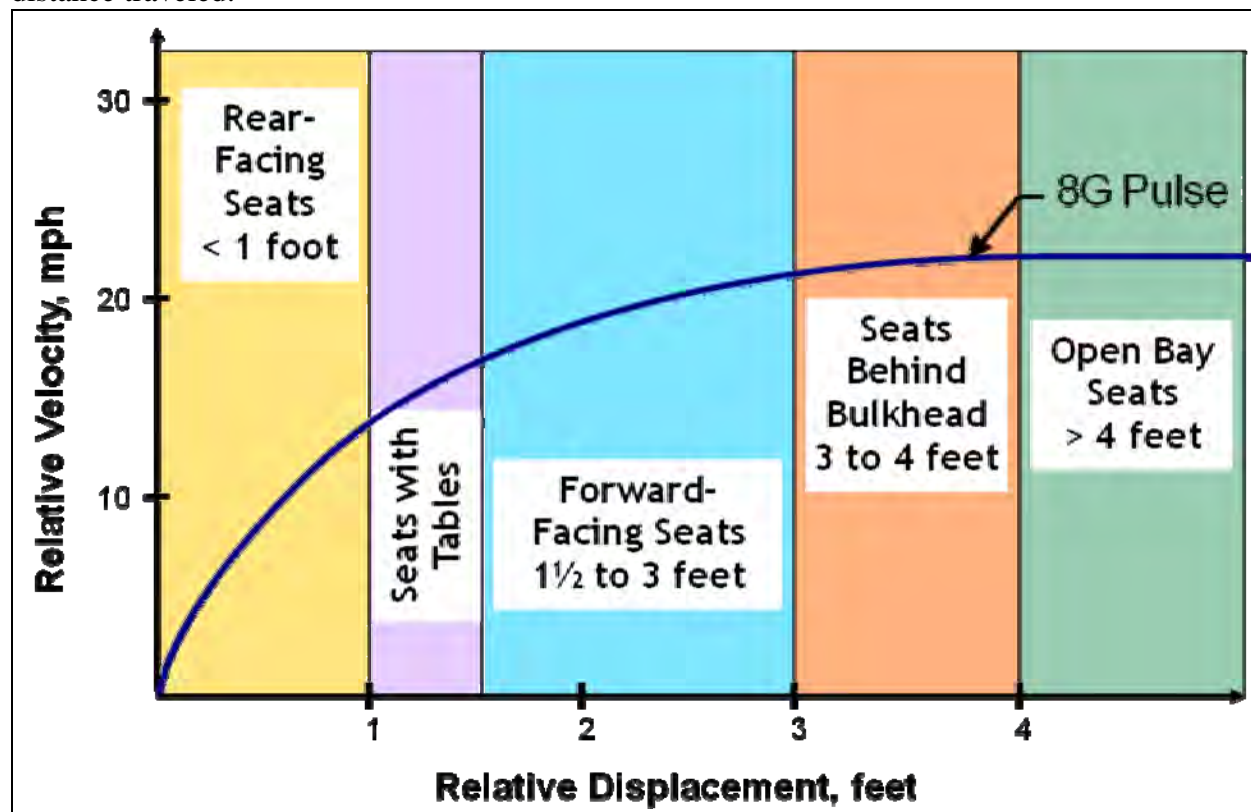 distance traveled.
Relative Velocity, mph
30
20
10
Rear-
Facing
Seats
< 1 foot
Seats with
Tables
Forward-
Facing Seats
1½ to 3 feet
Seats
Behind
Bulkhead
3 to 4 feet
8G Pulse
Open Bay
Seats
> 4 feet
1
2
3
4
Relative Displacement, feet